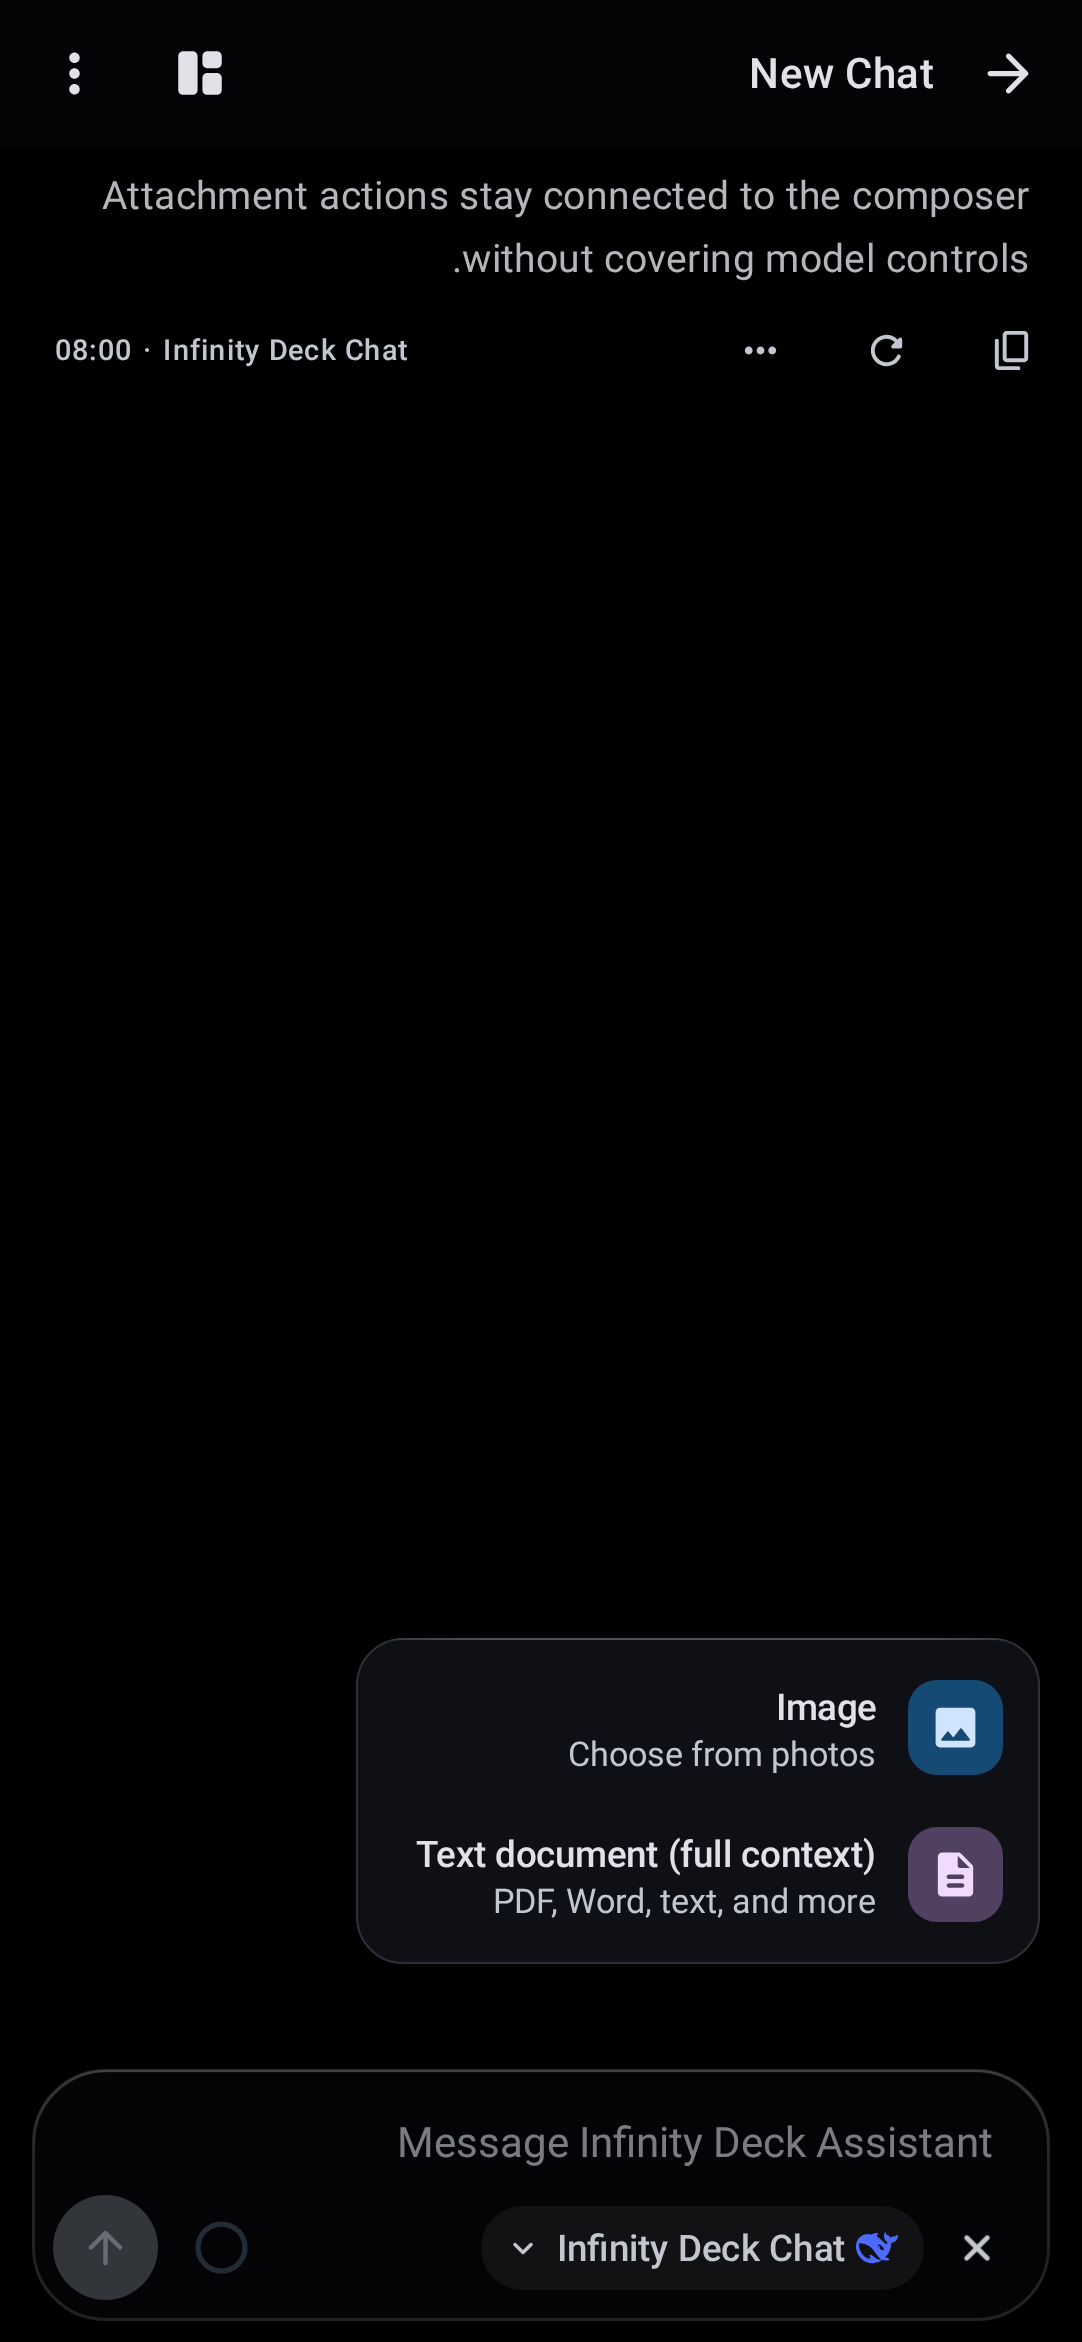 New Chat
Attachment actions stay connected to the composer
.without covering model controls
08:00 · Infinity Deck Chat
Image
Choose from photos
Text document (full context)
PDF, Word, text, and more
Message Infinity Deck Assistant
Infinity Deck Chat